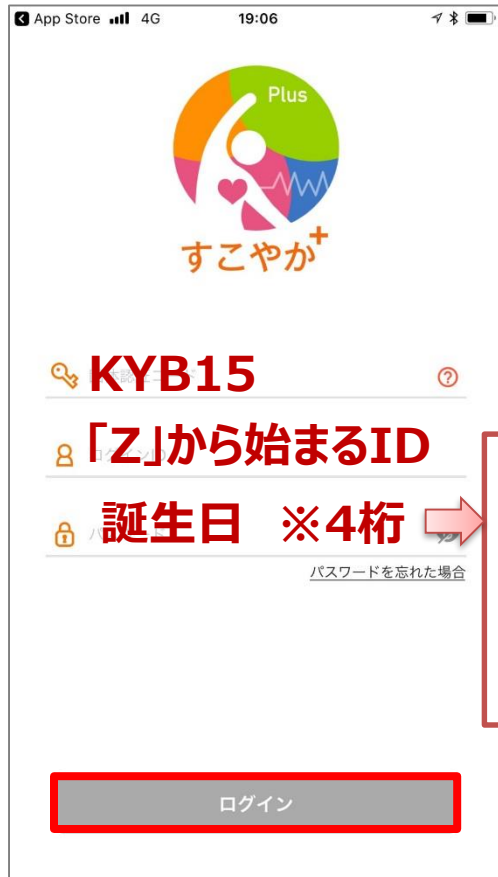 App Store 4G 19:06
Plus
すこやか+
KYB15
「Z」から始まるID
誕生日 ※4桁
パスワードを忘れた場合
ログイン